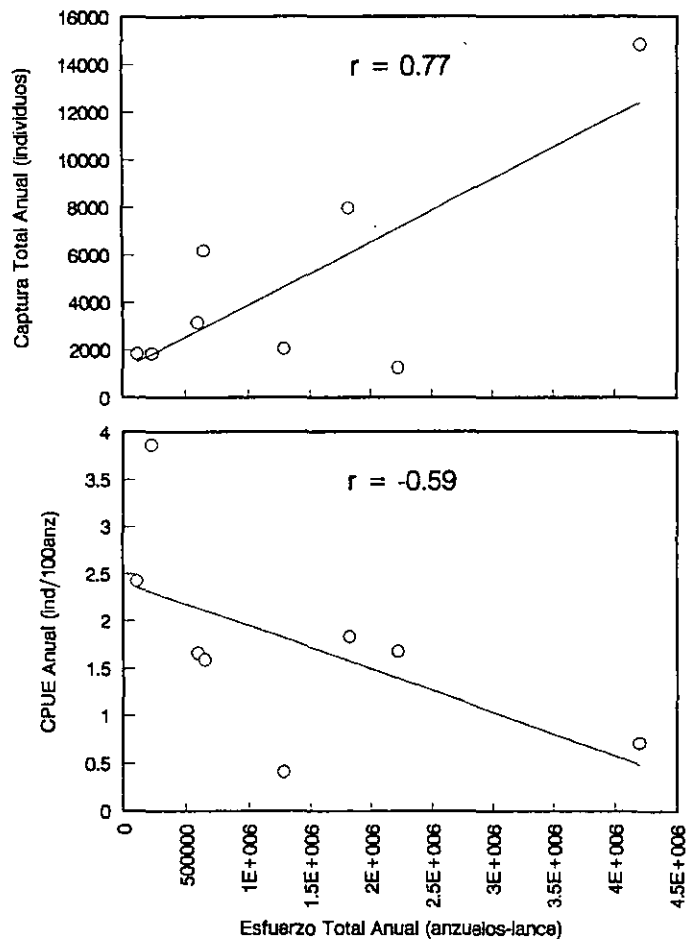 16000
14000
12000
10000
8000
6000
4000
2000
0
Captura Total Anual (individuos)
r = 0.77
4
3.5
3
2.5
2
1.5
1
0.5
0
CPUE Anual (ind/100anz)
r = -0.59
0
500000
1E+006
1.5E+006
2E+006
2.5E+006
3E+006
3.5E+006
4E+006
4.5E+006
Esfuerzo Total Anual (anzuelos-lance)